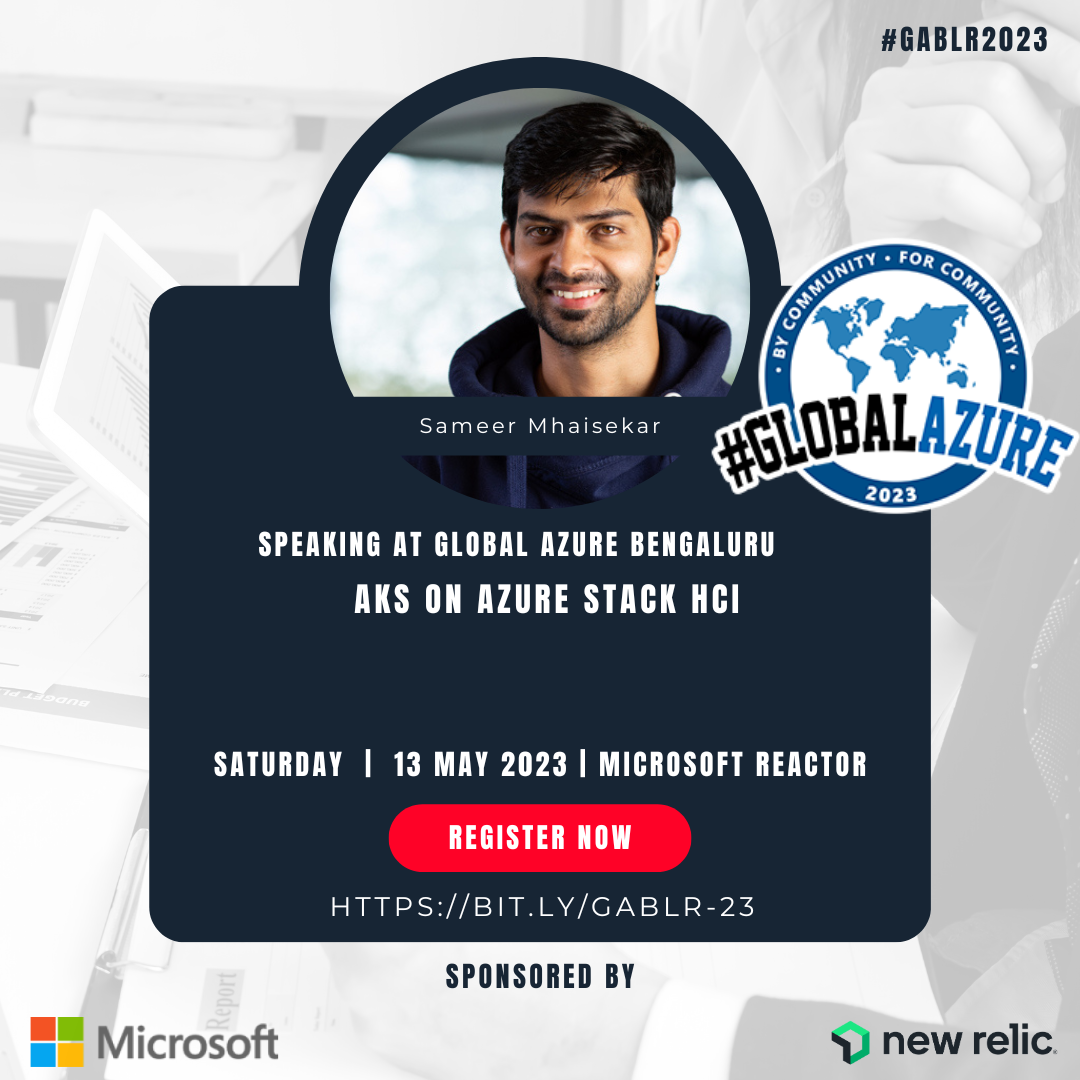 #GABLR2023
BY COMMUNITY • FOR COMMUNITY
#GLOBALAZURE
2023
Sameer Mhaisekar
SPEAKING AT GLOBAL AZURE BENGALURU
AKS ON AZURE STACK HCI
SATURDAY | 13 MAY 2023 | MICROSOFT REACTOR
REGISTER NOW
HTTPS://BIT.LY/GABLR-23
SPONSORED BY
Report
Microsoft
new relic